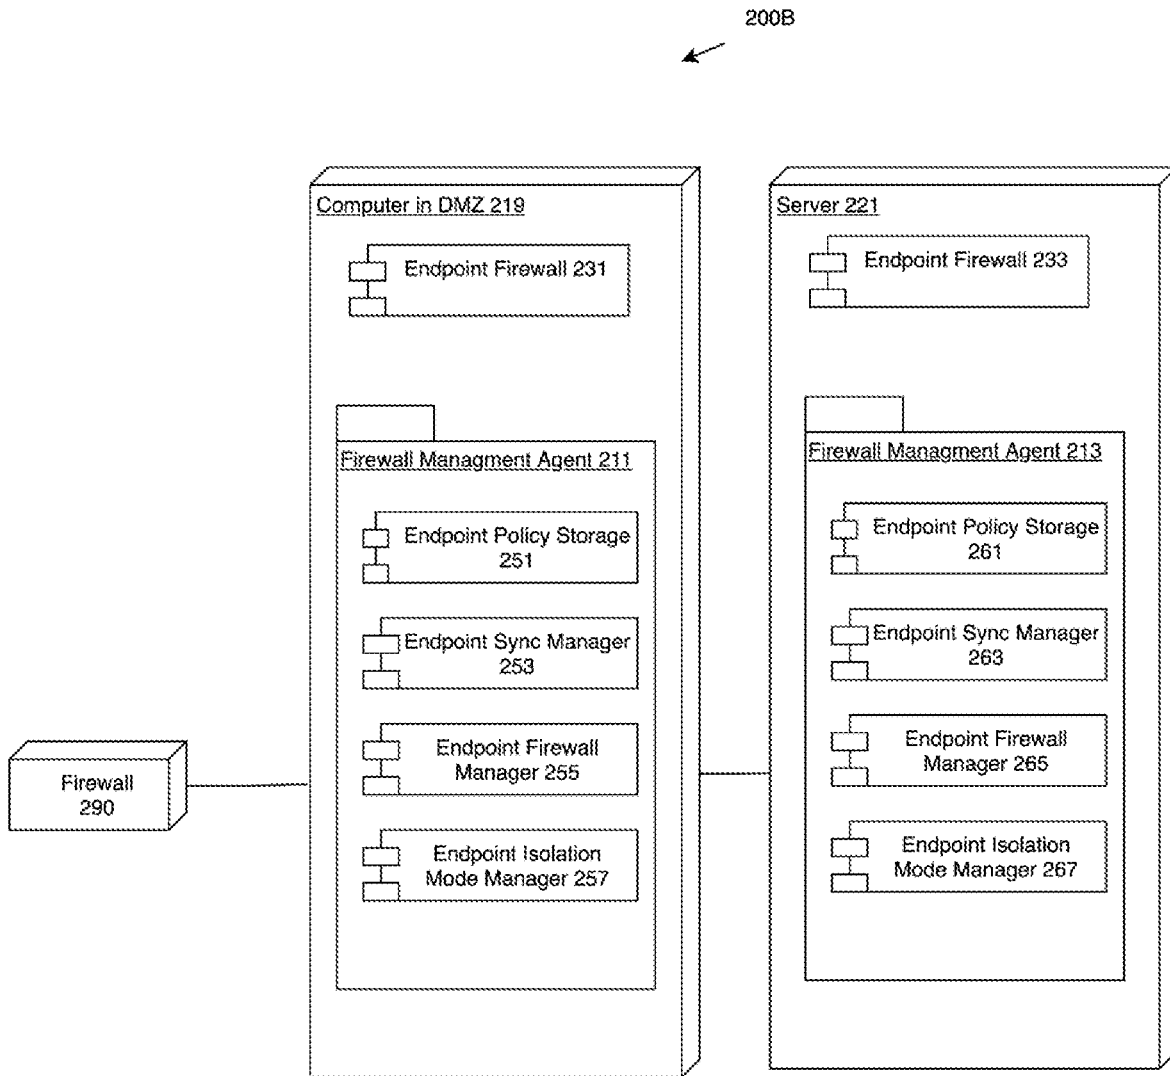 200B
Computer in DMZ 219
Endpoint Firewall 231
Firewall Managment Agent 211
Endpoint Policy Storage
251
Endpoint Sync Manager
253
Endpoint Firewall
Manager 255
Endpoint Isolation
Mode Manager 257
Server 221
Endpoint Firewall 233
Firewall Managment Agent 213
Endpoint Policy Storage
261
Endpoint Sync Manager
263
Endpoint Firewall
Manager 265
Endpoint Isolation
Mode Manager 267
Firewall
290